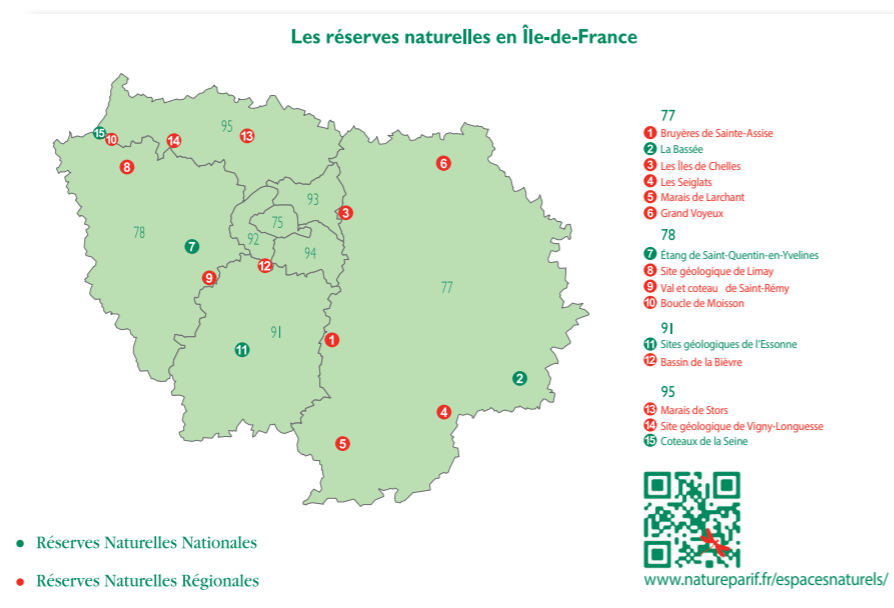 Les réserves naturelles en Île-de-France
95
15
10
14
13
8
6
93
3
78
75
92
94
7
12
9
77
91
1
11
2
4
5
77
1 Bruyères de Sainte-Assise
2 La Bassée
3 Les Îles de Chelles
4 Les Seiglats
5 Marais de Larchant
6 Grand Voyeux
78
7 Étang de Saint-Quentin-en-Yvelines
8 Site géologique de Limay
9 Val et coteau de Saint-Rémy
10 Boucle de Moisson
91
11 Sites géologiques de l'Essonne
12 Bassin de la Bièvre
95
13 Marais de Stors
14 Site géologique de Vigny-Longuesse
15 Coteaux de la Seine
• Réserves Naturelles Nationales
• Réserves Naturelles Régionales
www.natureparif.fr/espacesnaturels/